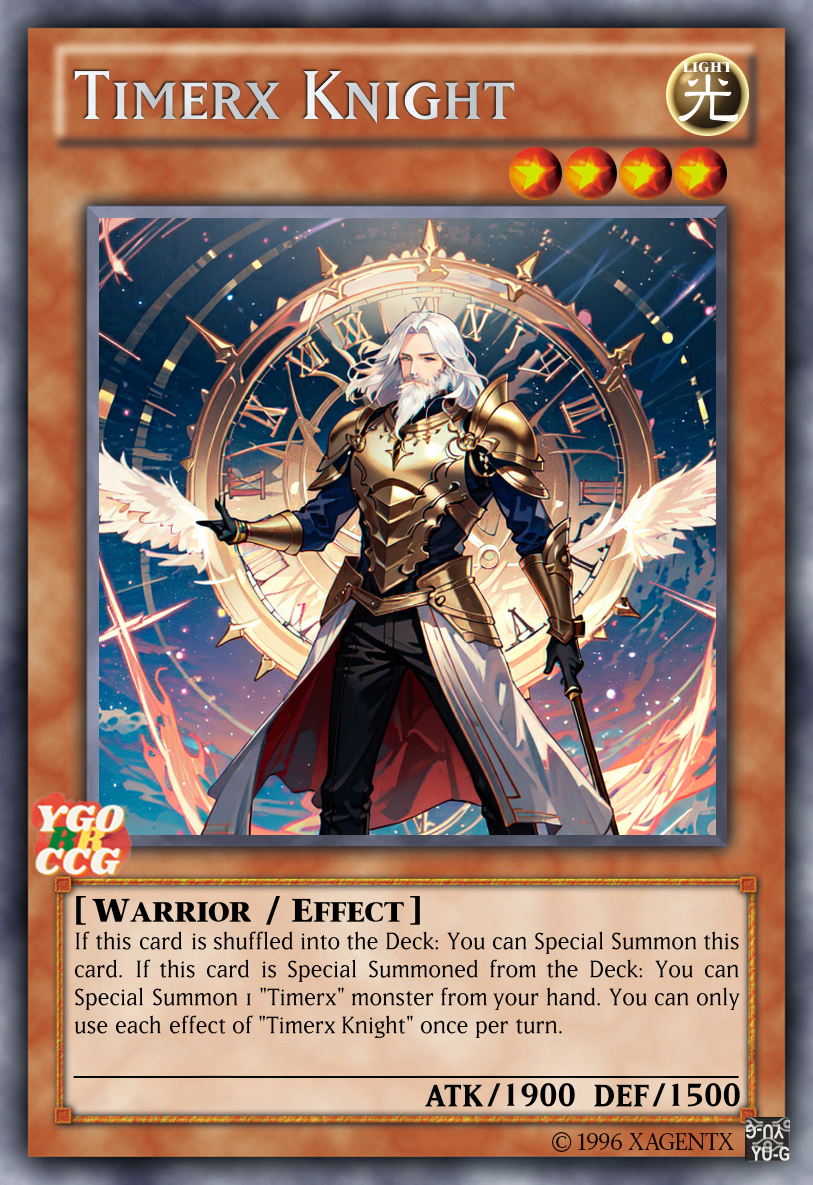 TIMERX KNIGHT
LIGHT
光
YGO
BR
CCG
[ WARRIOR / EFFECT ]
If this card is shuffled into the Deck: You can Special Summon this
card. If this card is Special Summoned from the Deck: You can
Special Summon 1 "Timerx" monster from your hand. You can only
use each effect of "Timerx Knight" once per turn.
ATK/1900 DEF/1500
© 1996 XAGENTX
YU-G